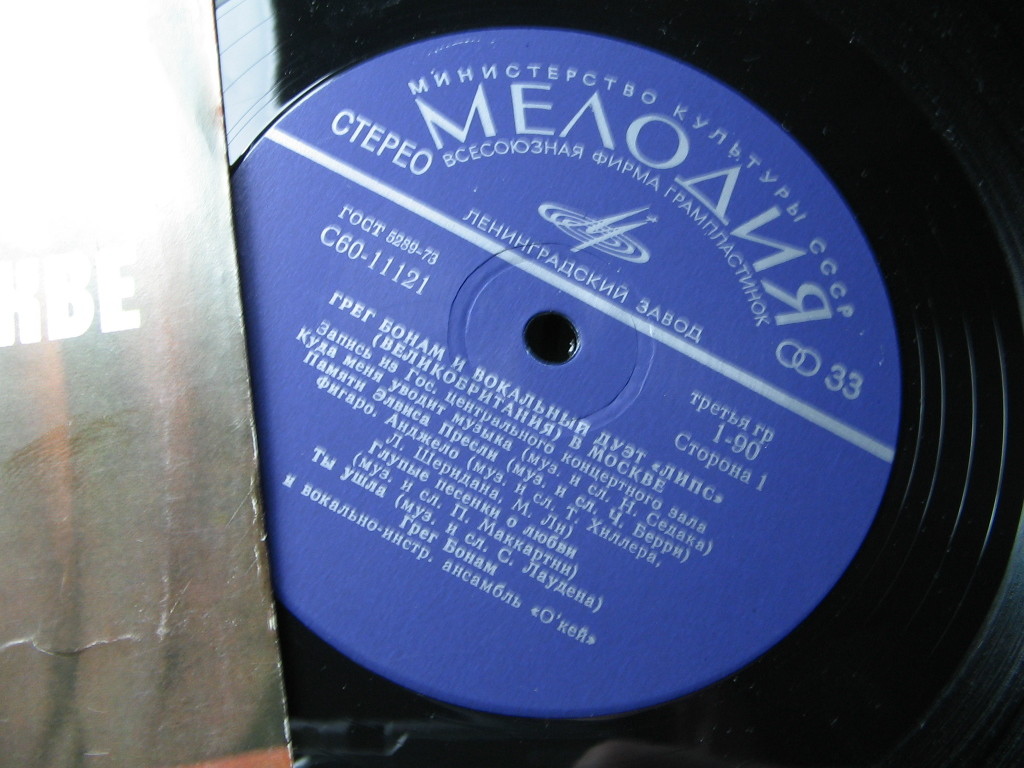 КВЕ
МИНИСТЕРСТВО КУЛЬТУРЫ СССР
МЕЛОДИЯ
ВСЕСОЮЗНАЯ ФИРМА ГРАМПЛАСТИНОК
СТЕРЕО
ЛЕНИНГРАДСКИЙ ЗАВОД
33
ГОСТ 5289-73
С60-11121
третья гр
1-90
Сторона 1
ГРЕГ БОНАМ И ВОКАЛЬНЫЙ ДУЭТ «ЛИПС»
(ВЕЛИКОБРИТАНИЯ) В МОСКВЕ
Запись из Гос. центрального концертного зала
Куда меня уводит музыка (муз. и сл. Н. Седака)
Памяти Элвиса Пресли (муз. и сл. Ч. Берри)
Фигаро. Анджело (муз. и сл. Т. Хиллера,
Л. Шеридана, М. Ли)
Глупые песенки о любви
(муз. и сл. П. Маккартни)
Ты ушла (муз. и сл. С. Лаудена)
Грег Бонам
и вокально-инстр. ансамбль «О'кей»